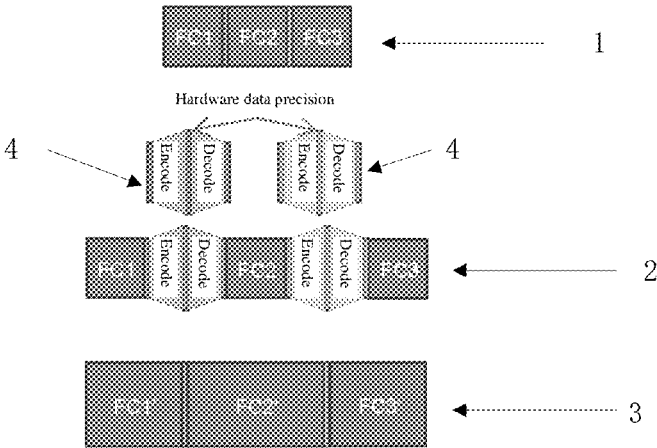 FC1 FC2 FC3
1
Hardware data precision
4
Encode
Decode
Encode
Decode
4
FC1
Encode
Decode
FC2
Encode
Decode
FC3
2
FC1 FC2 FC3
3